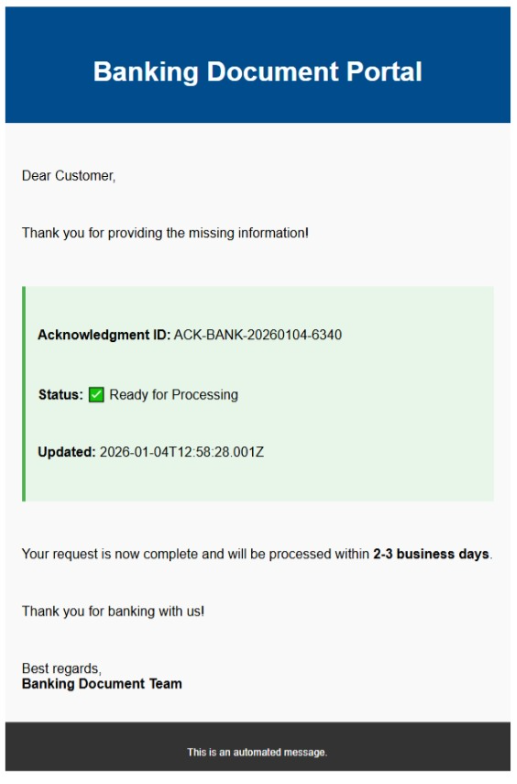 Banking Document Portal
Dear Customer,
Thank you for providing the missing information!
Acknowledgment ID: ACK-BANK-20260104-6340
Status: ✅ Ready for Processing
Updated: 2026-01-04T12:58:28.001Z
Your request is now complete and will be processed within 2-3 business days.
Thank you for banking with us!
Best regards,
Banking Document Team
This is an automated message.